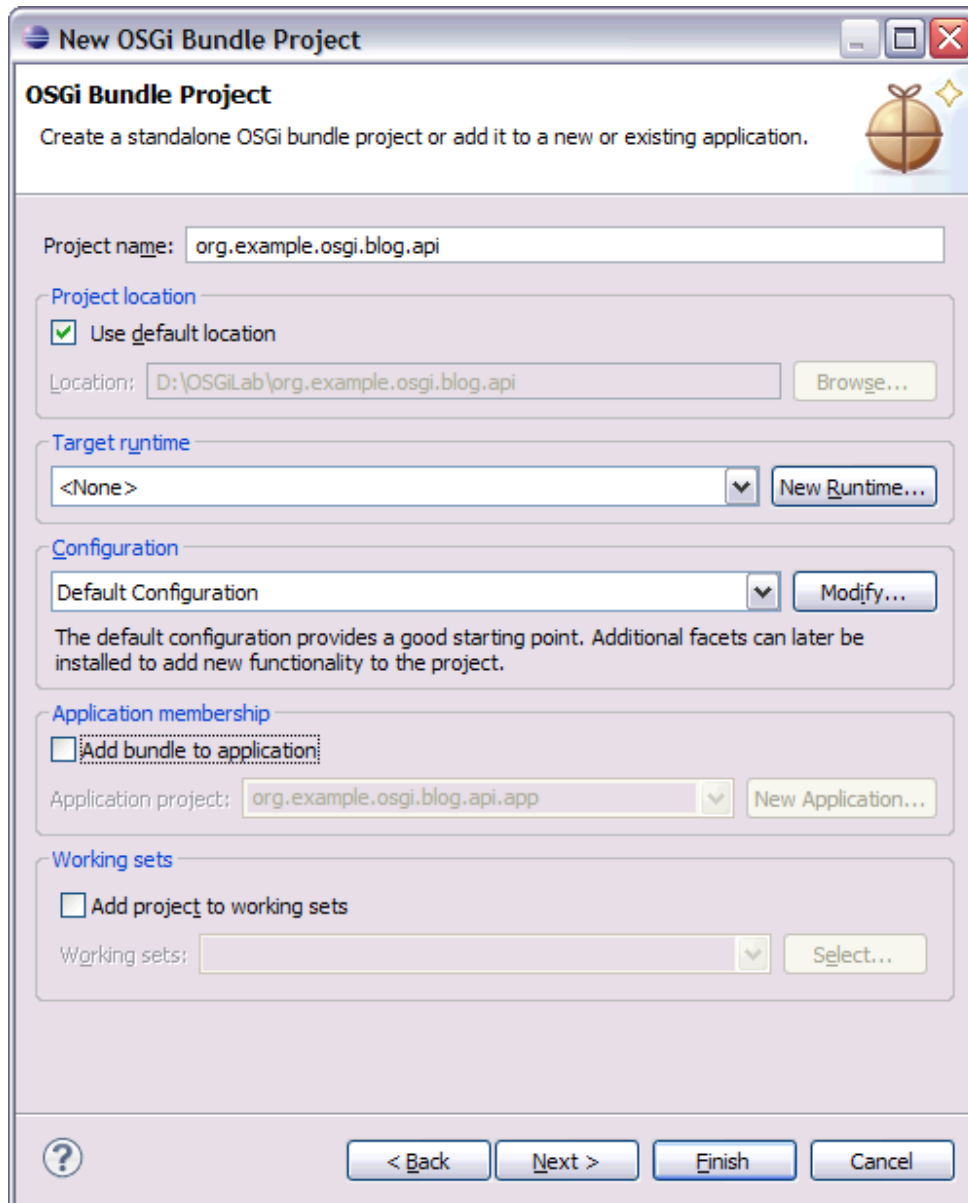 New OSGi Bundle Project
OSGi Bundle Project
Create a standalone OSGi bundle project or add it to a new or existing application.
Project name: org.example.osgi.blog.api
Project location
Use default location
Location: D:\OSGiLab\org.example.osgi.blog.api Browse...
Target runtime
<None> New Runtime...
Configuration
Default Configuration Modify...
The default configuration provides a good starting point. Additional facets can later be
installed to add new functionality to the project.
Application membership
Add bundle to application
Application project: org.example.osgi.blog.api.app New Application...
Working sets
Add project to working sets
Working sets: Select...
? < Back Next > Finish Cancel